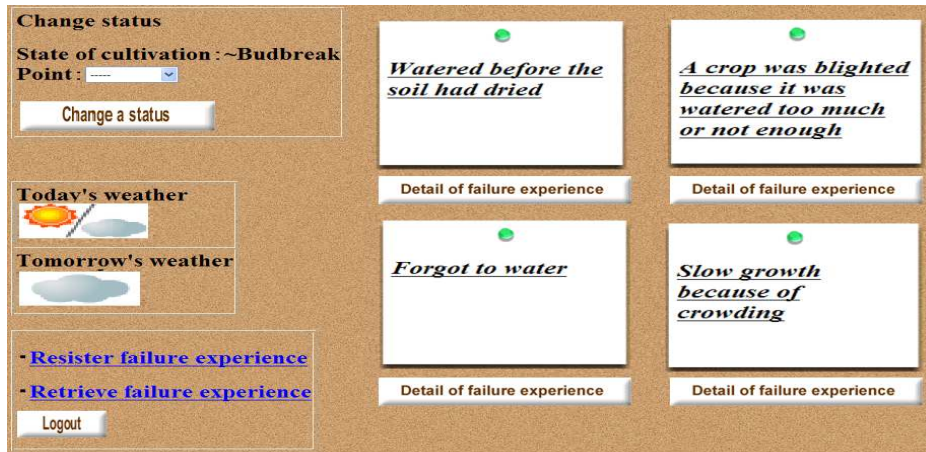 Change status
State of cultivation:~Budbreak
Point: -----
Change a status
Today's weather
Tomorrow's weather
-Resister failure experience
-Retrieve failure experience
Logout
Watered before the
soil had dried
Detail of failure experience
A crop was blighted
because it was
watered too much
or not enough
Detail of failure experience
Forgot to water
Detail of failure experience
Slow growth
because of
crowding
Detail of failure experience